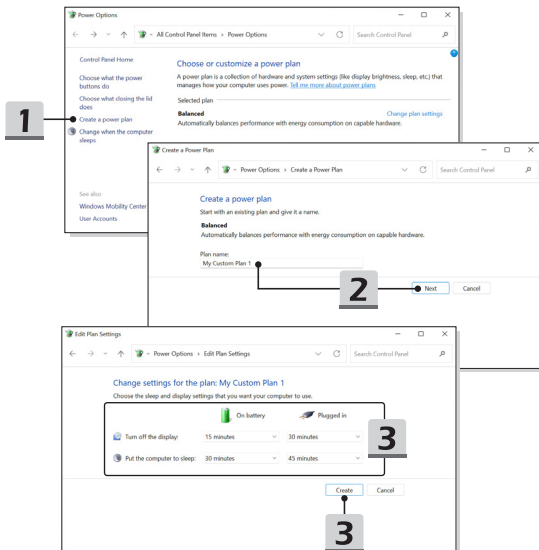 Power Options
All Control Panel Items › Power Options
Search Control Panel
Control Panel Home
Choose what the power
buttons do
Choose what closing the lid
does
Create a power plan
Change when the computer
sleeps
See also
Windows Mobility Center
User Accounts
Choose or customize a power plan
A power plan is a collection of hardware and system settings (like display brightness, sleep, etc.) that
manages how your computer uses power. Tell me more about power plans
Selected plan
Balanced
Change plan settings
Automatically balances performance with energy consumption on capable hardware.
1
Create a Power Plan
Power Options › Create a Power Plan
Search Control Panel
Create a power plan
Start with an existing plan and give it a name.
Balanced
Automatically balances performance with energy consumption on capable hardware.
Plan name:
My Custom Plan 1
2
Next
Cancel
Edit Plan Settings
Power Options › Edit Plan Settings
Search Control Panel
Change settings for the plan: My Custom Plan 1
Choose the sleep and display settings that you want your computer to use.
On battery
Plugged in
Turn off the display:
15 minutes
30 minutes
Put the computer to sleep:
30 minutes
45 minutes
3
Create
Cancel
3